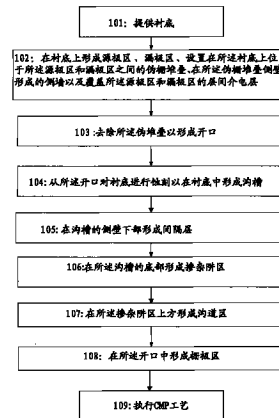 101: 提供衬底
102: 在衬底上形成源极区、漏极区、设置在所述衬底上位
于所述源极区和漏极区之间的伪栅堆叠、在所述伪栅堆叠侧壁
形成的侧墙以及覆盖所述源极区和漏极区的层间介电层
103:去除所述伪堆叠以形成开口
104: 从所述开口对衬底进行蚀刻以在衬底中形成沟槽
105: 在沟槽的侧壁下部形成间隔层
106:在所述沟槽的底部形成掺杂阱区
107:在所述掺杂阱区上方形成沟道区
108: 在所述开口中形成栅极区
109:执行CMP工艺